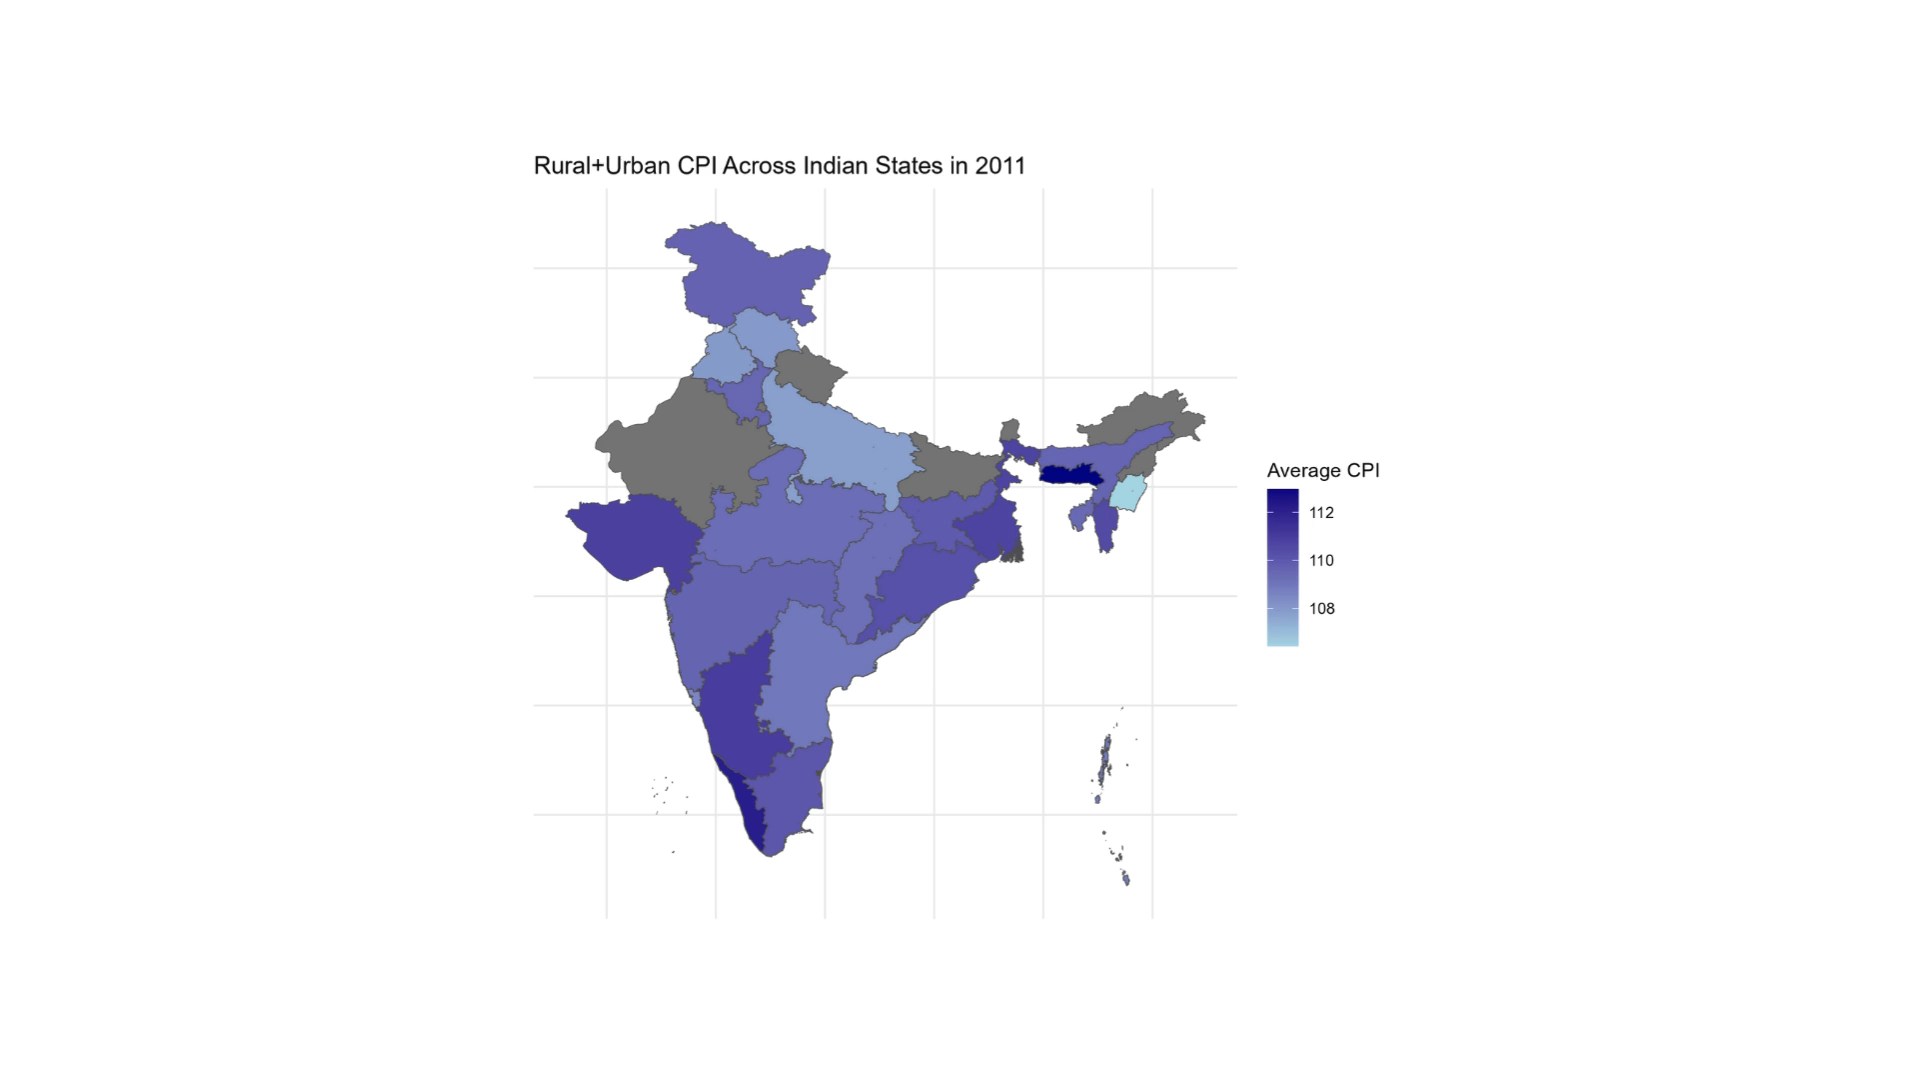 Rural+Urban CPI Across Indian States in 2011
Average CPI
112
110
108